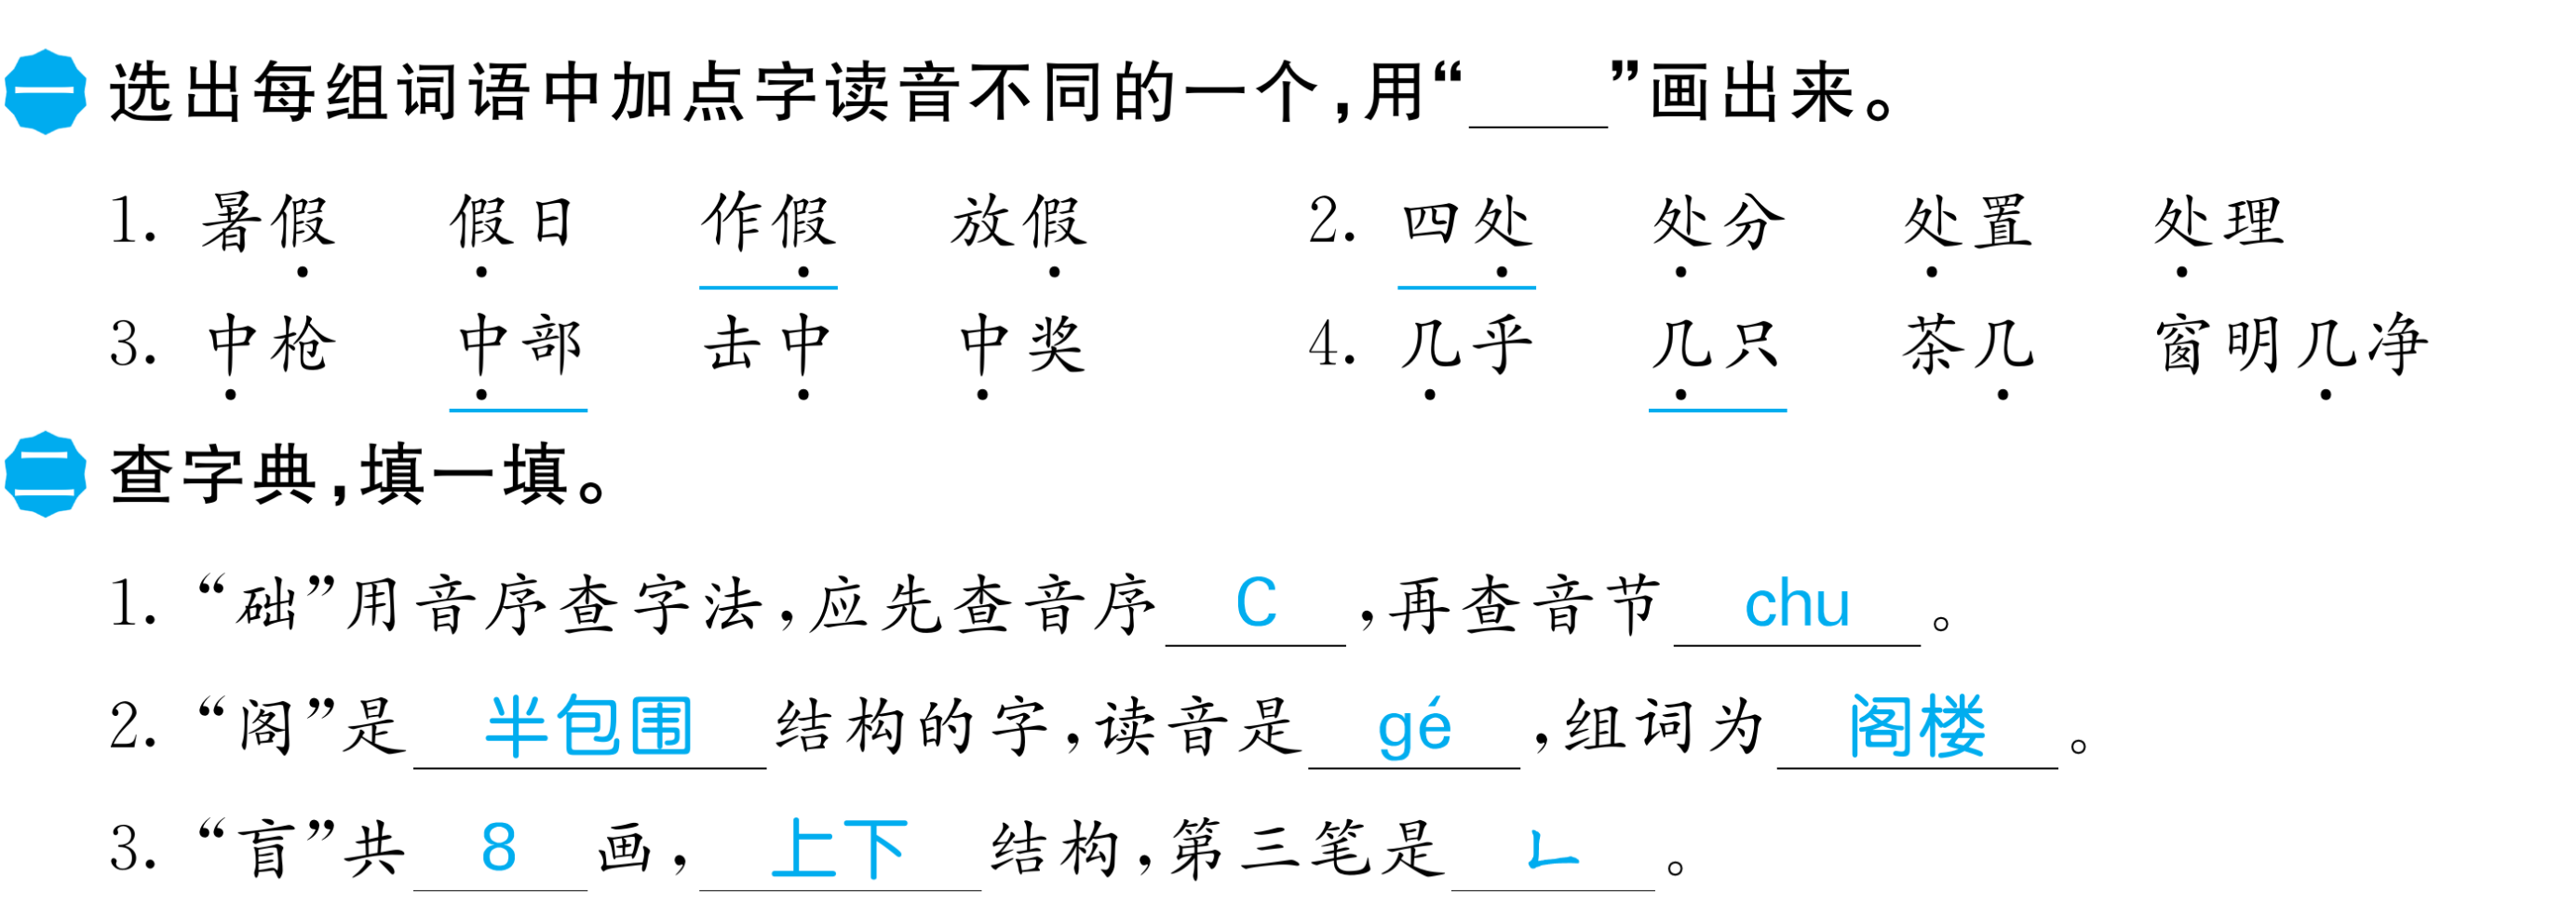 一 选出每组词语中加点字读音不同的一个,用“____”画出来。
1. 暑假 假日 作假 放假 2. 四处 处分 处置 处理
3. 中枪 中部 击中 中奖 4. 几乎 几只 茶几 窗明几净
二 查字典,填一填。
1. “础”用音序查字法,应先查音序 C ,再查音节 chu 。
2. “阁”是 半包围 结构的字,读音是 gé ,组词为 阁楼 。
3. “盲”共 8 画, 上下 结构,第三笔是 ㇗ 。